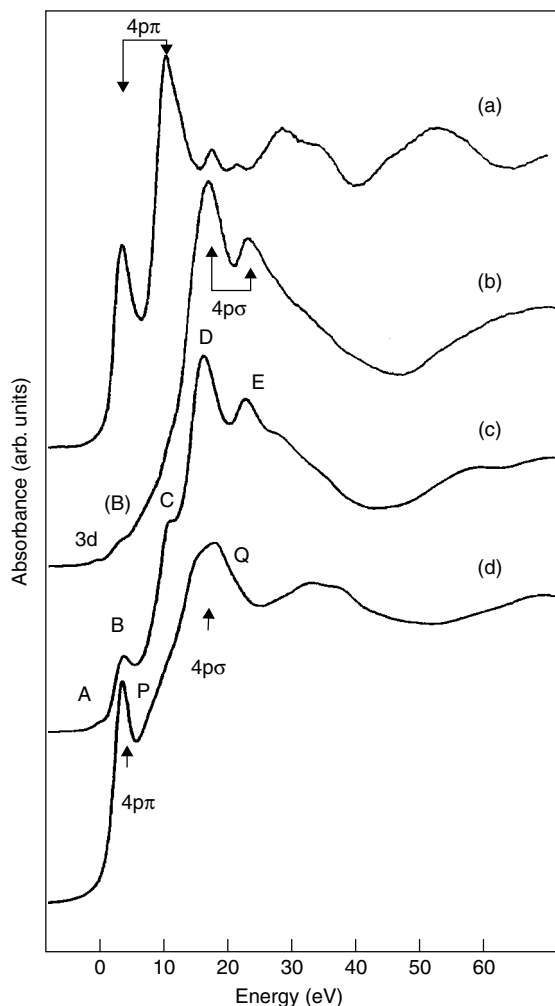 4pπ
(a)
(b)
4pσ
D
E
(c)
(B)
C
3d
Q
(d)
B
4pσ
A
P
4pπ
Absorbance (arb. units)
0 10 20 30 40 50 60
Energy (eV)